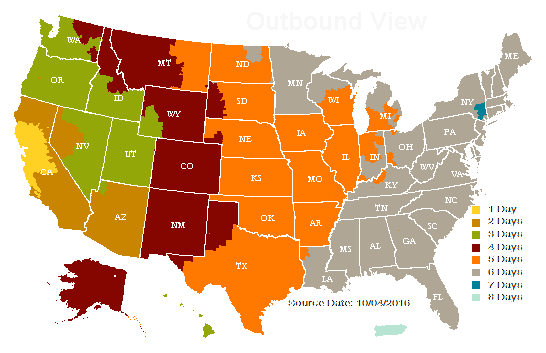 Outbound View
WA
MT
ND
MN
ME
OR
ID
SD
WI
MI
NY
WY
NE
IA
PA
NV
UT
CO
IL
IN
OH
WV
VA
CA
KS
MO
KY
NC
AZ
NM
OK
AR
TN
SC
TX
MS
AL
GA
LA
FL
1 Day
2 Days
3 Days
4 Days
5 Days
6 Days
7 Days
8 Days
Source Date: 10/04/2016